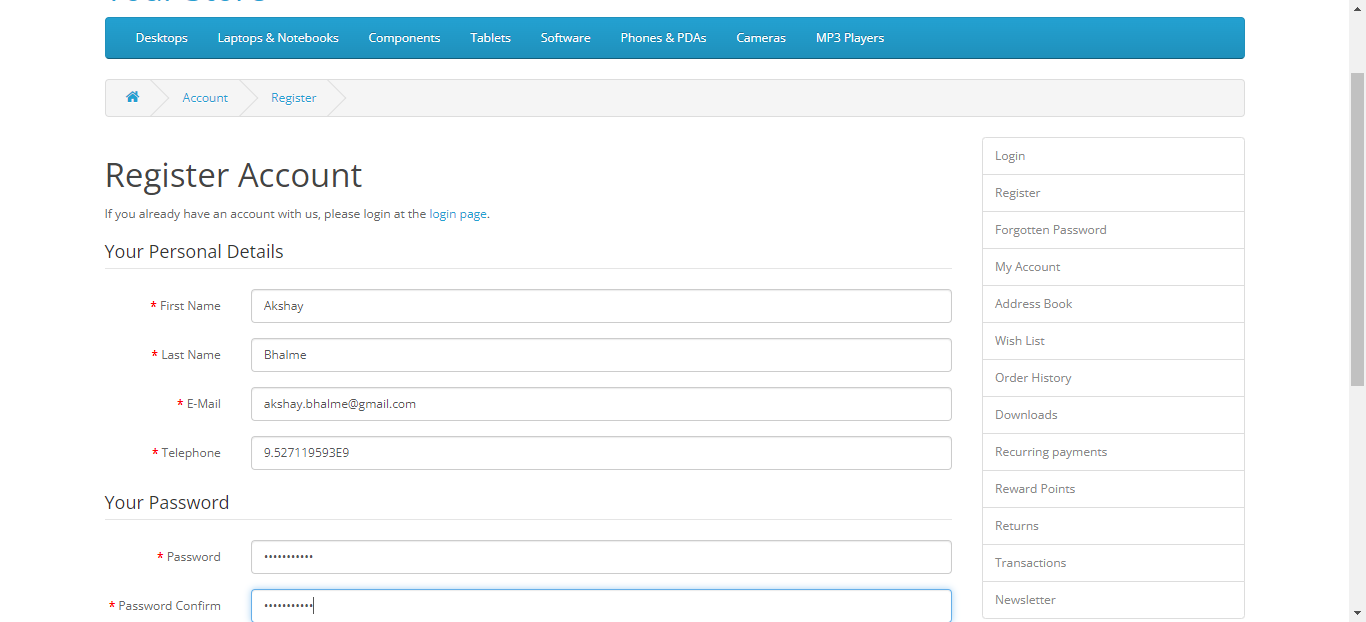 Desktops Laptops & Notebooks Components Tablets Software Phones & PDAs Cameras MP3 Players
Account Register
Register Account
If you already have an account with us, please login at the login page.
Your Personal Details
* First Name Akshay
* Last Name Bhalme
* E-Mail akshay.bhalme@gmail.com
* Telephone 9.527119593E9
Your Password
* Password •••••••••••
* Password Confirm •••••••••••
Login
Register
Forgotten Password
My Account
Address Book
Wish List
Order History
Downloads
Recurring payments
Reward Points
Returns
Transactions
Newsletter